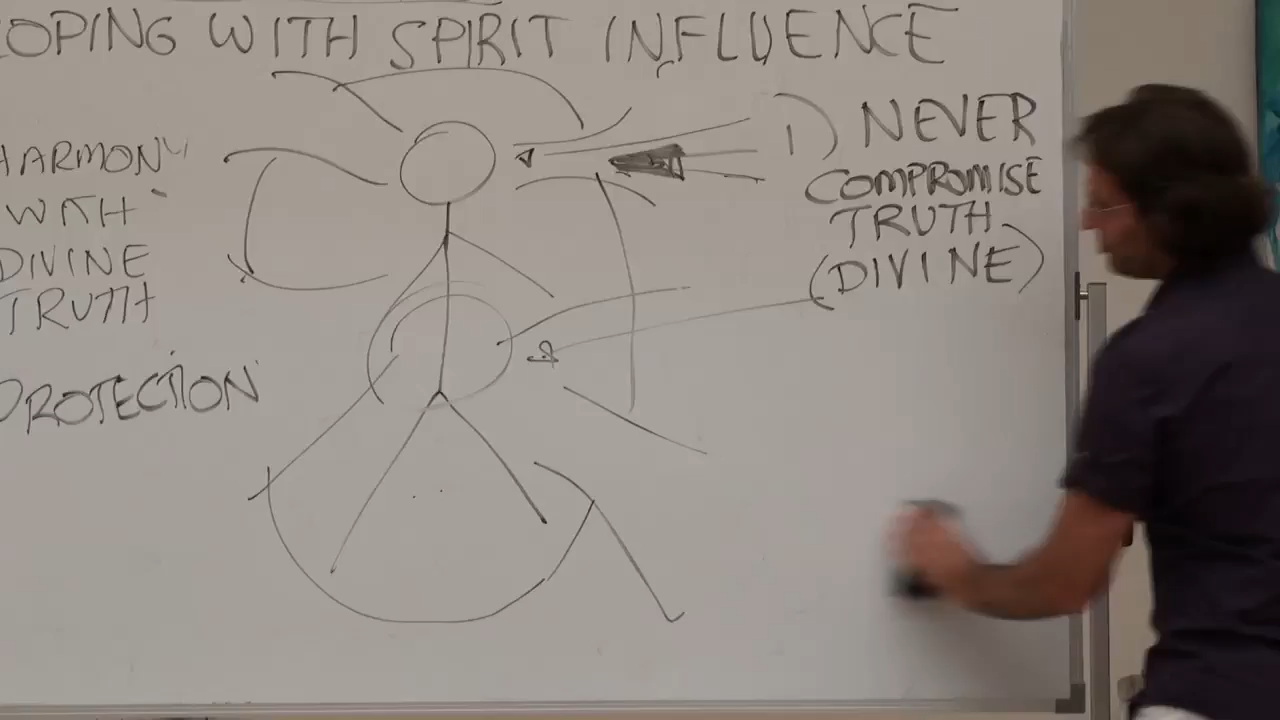 OPING WITH SPIRIT INFLUENCE
HARMONY
WITH
DIVINE
TRUTH
PROTECTION
1) NEVER
COMPROMISE
TRUTH
(DIVINE)